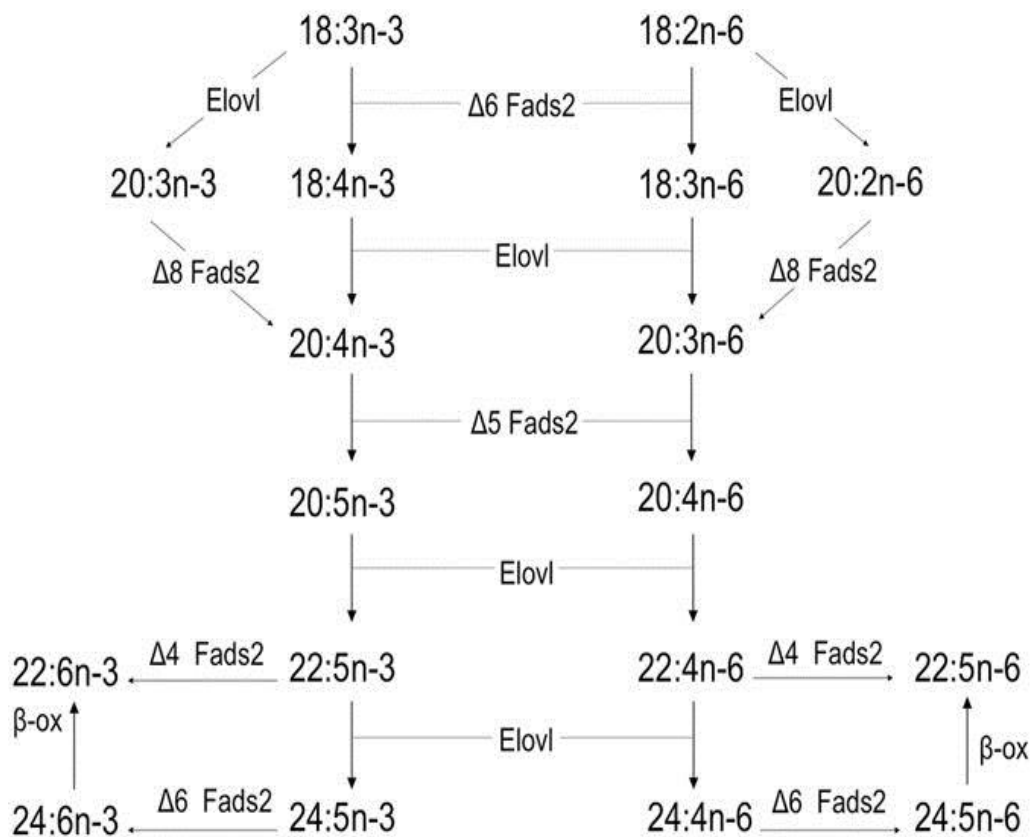 18:3n-3 18:2n-6
Elovl Δ6 Fads2 Elovl
20:3n-3 18:4n-3 18:3n-6 20:2n-6
Δ8 Fads2 Elovl Δ8 Fads2
20:4n-3 20:3n-6
Δ5 Fads2
20:5n-3 20:4n-6
Elovl
22:6n-3 Δ4 Fads2 22:5n-3 22:4n-6 Δ4 Fads2 22:5n-6
β-ox Elovl β-ox
24:6n-3 Δ6 Fads2 24:5n-3 24:4n-6 Δ6 Fads2 24:5n-6